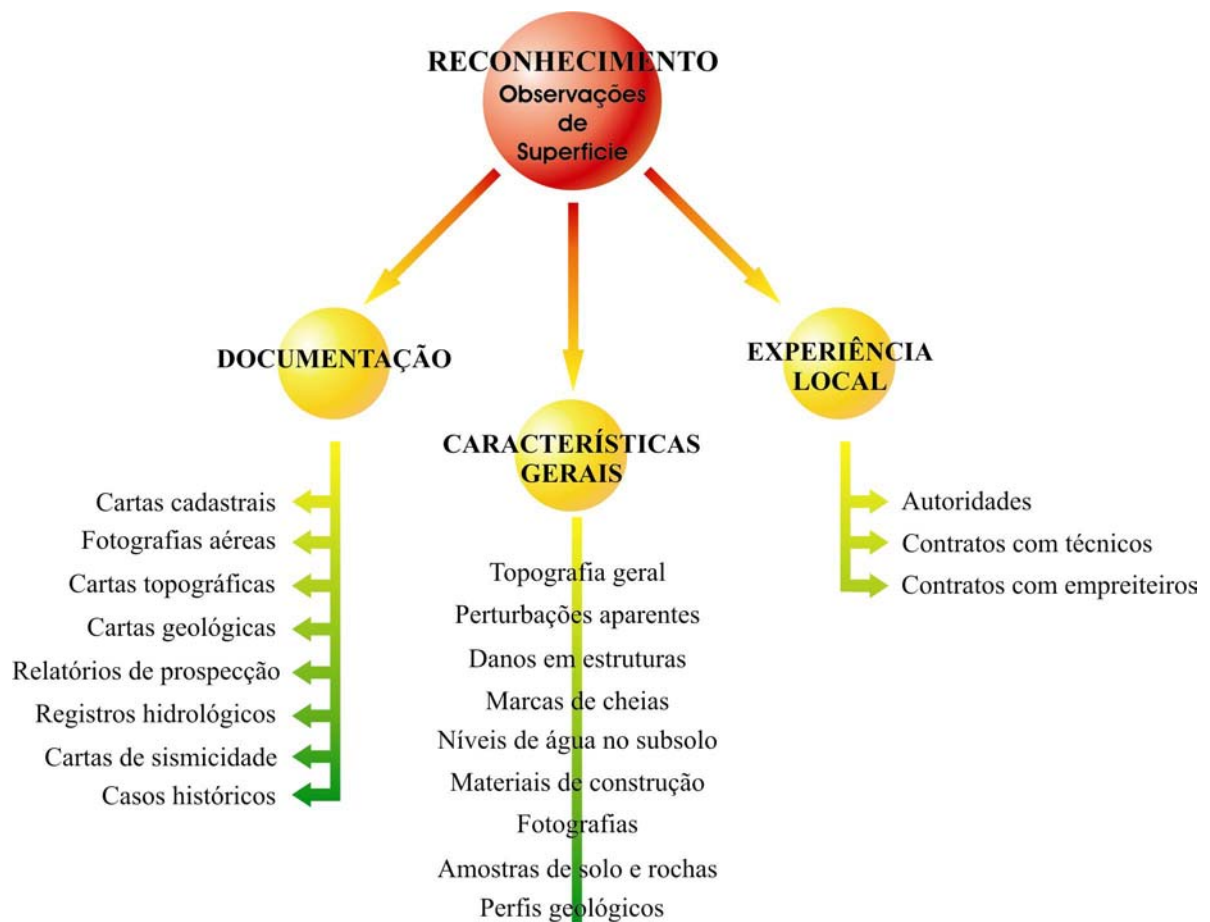 RECONHECIMENTO
Observações
de
Superficie
DOCUMENTAÇÃO
Cartas cadastrais
Fotografias aéreas
Cartas topográficas
Cartas geológicas
Relatórios de prospecção
Registros hidrológicos
Cartas de sismicidade
Casos históricos
CARACTERÍSTICAS
GERAIS
Topografia geral
Perturbações aparentes
Danos em estruturas
Marcas de cheias
Níveis de água no subsolo
Materiais de construção
Fotografias
Amostras de solo e rochas
Perfis geológicos
EXPERIÊNCIA
LOCAL
Autoridades
Contratos com técnicos
Contratos com empreiteiros